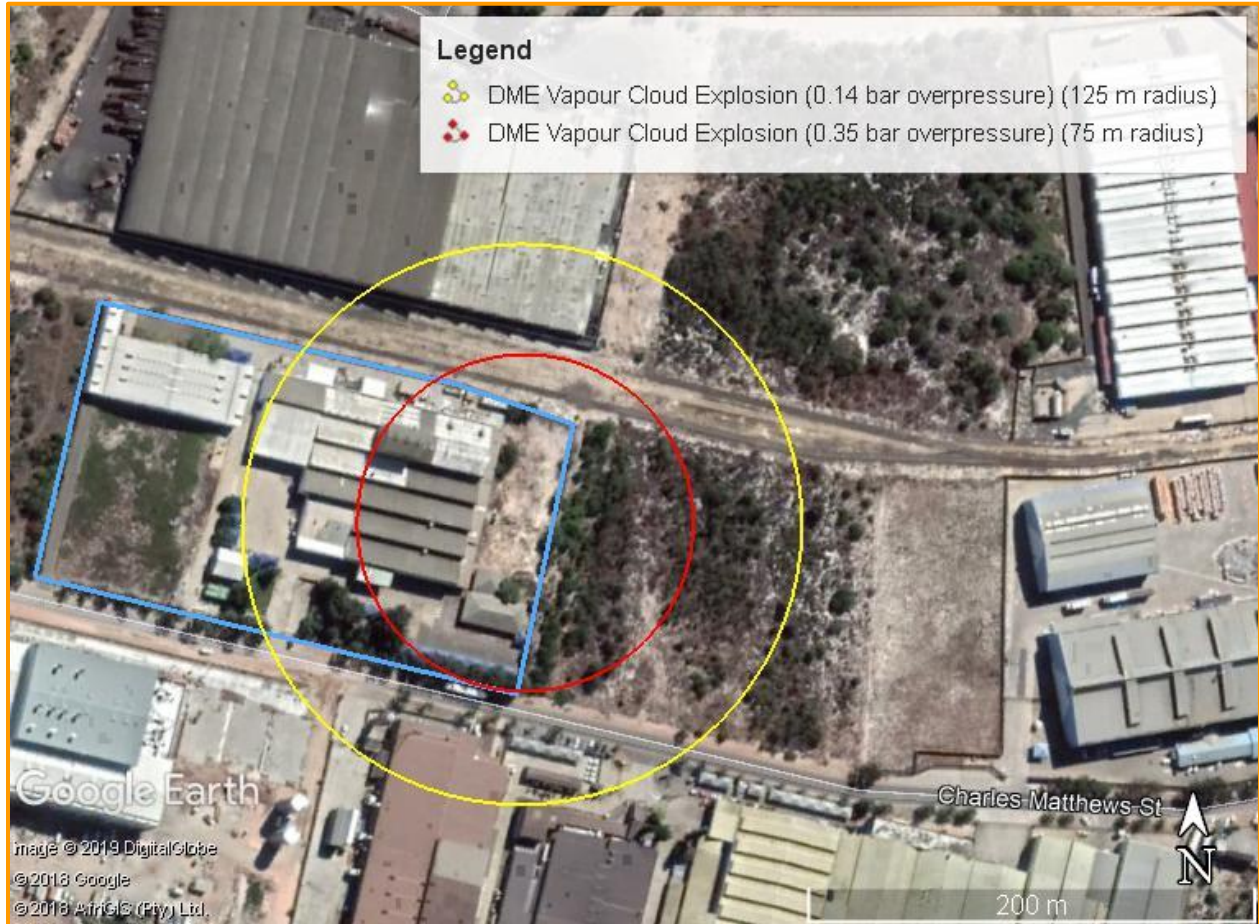 Legend
DME Vapour Cloud Explosion (0.14 bar overpressure) (125 m radius)
DME Vapour Cloud Explosion (0.35 bar overpressure) (75 m radius)
Google Earth
Charles Matthews St
Image © 2019 DigitalGlobe
© 2018 Google
© 2018 AfriGIS (Pty) Ltd.
N
200 m